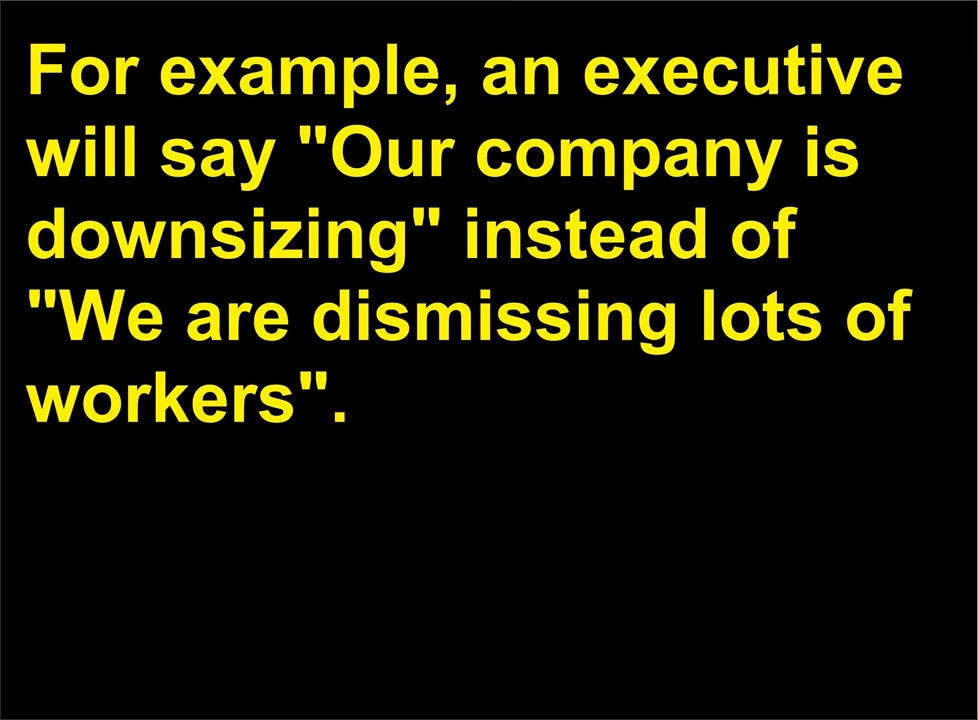 For example, an executive
will say "Our company is
downsizing" instead of
"We are dismissing lots of
workers".